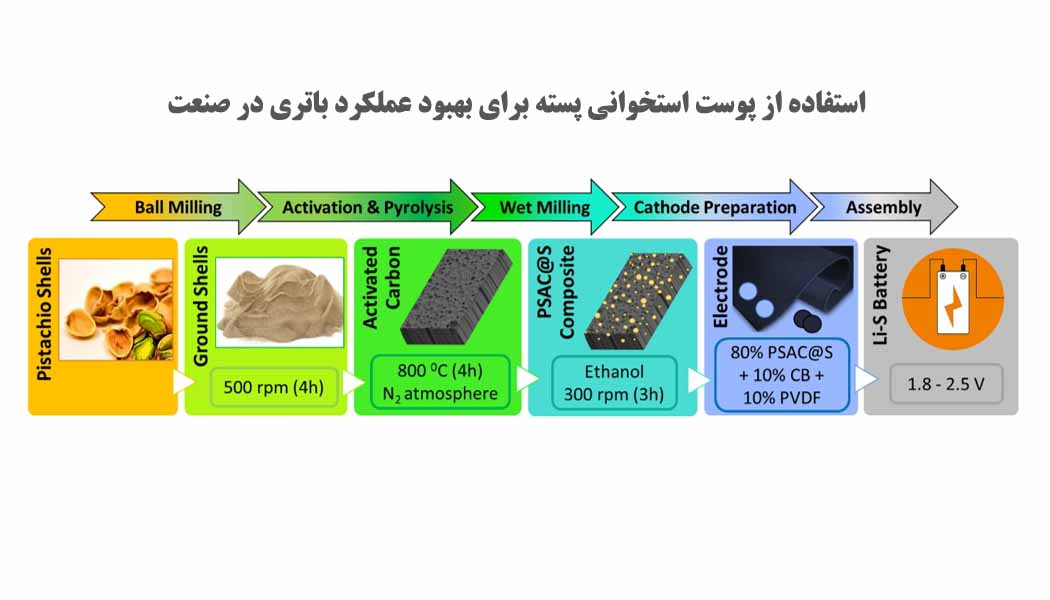 استفاده از پوست استخوانی پسته برای بهبود عملکرد باتری در صنعت
Ball Milling
Activation & Pyrolysis
Wet Milling
Cathode Preparation
Assembly
Pistachio Shells
Ground Shells
500 rpm (4h)
Activated
Carbon
800 ⁰C (4h)
N₂ atmosphere
PSAC@S
Composite
Ethanol
300 rpm (3h)
Electrode
80% PSAC@S
+ 10% CB +
10% PVDF
Li-S Battery
1.8 - 2.5 V